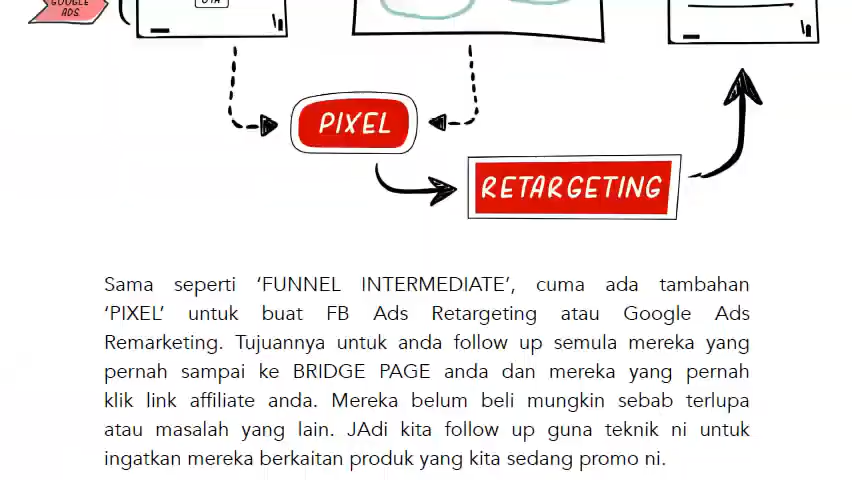 GOOGLE
ADS
CTA
PIXEL
RETARGETING
Sama seperti ‘FUNNEL INTERMEDIATE’, cuma ada tambahan
‘PIXEL’ untuk buat FB Ads Retargeting atau Google Ads
Remarketing. Tujuannya untuk anda follow up semula mereka yang
pernah sampai ke BRIDGE PAGE anda dan mereka yang pernah
klik link affiliate anda. Mereka belum beli mungkin sebab terlupa
atau masalah yang lain. JAdi kita follow up guna teknik ni untuk
ingatkan mereka berkaitan produk yang kita sedang promo ni.